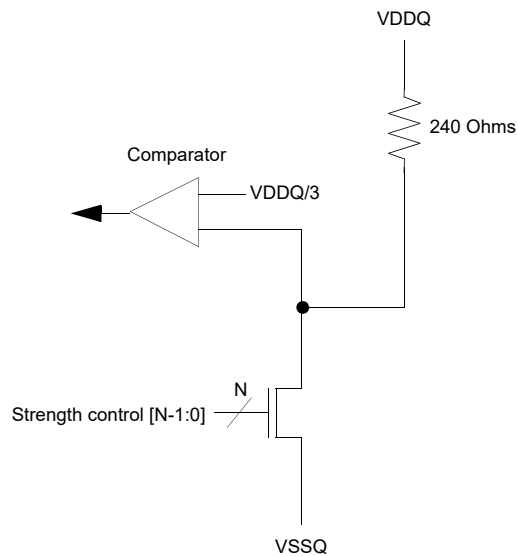 VDDQ
240 Ohms
Comparator
VDDQ/3
N
Strength control [N-1:0]
VSSQ